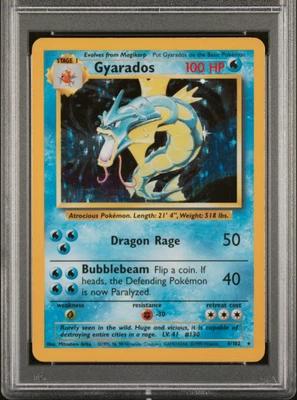 Evolves from Magikarp Put Gyarados on the Basic Pokémon
STAGE 1
Gyarados 100 HP
Atrocious Pokémon. Length: 21' 4", Weight: 518 lbs.
Dragon Rage 50
Bubblebeam Flip a coin. If
heads, the Defending Pokémon
is now Paralyzed.
40
weakness resistance retreat cost
-30
Rarely seen in the wild. Huge and vicious, it is capable of
destroying entire cities in a rage. LV. 41 #130
Illus. Mitsuhiro Arita
6/102